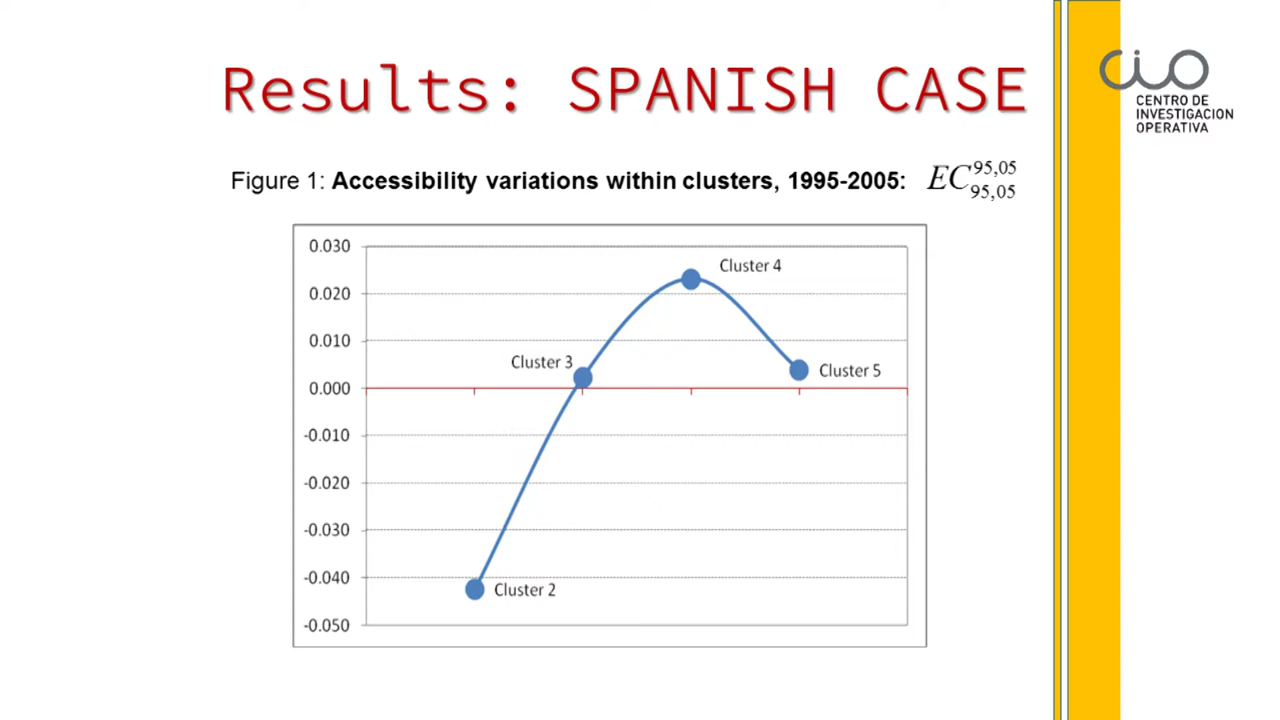 Results: SPANISH CASE
CIO
CENTRO DE
INVESTIGACION
OPERATIVA
Figure 1: Accessibility variations within clusters, 1995-2005: EC^{95,05}_{95,05}
0.030
Cluster 4
0.020
0.010
Cluster 3
Cluster 5
0.000
-0.010
-0.020
-0.030
-0.040
Cluster 2
-0.050